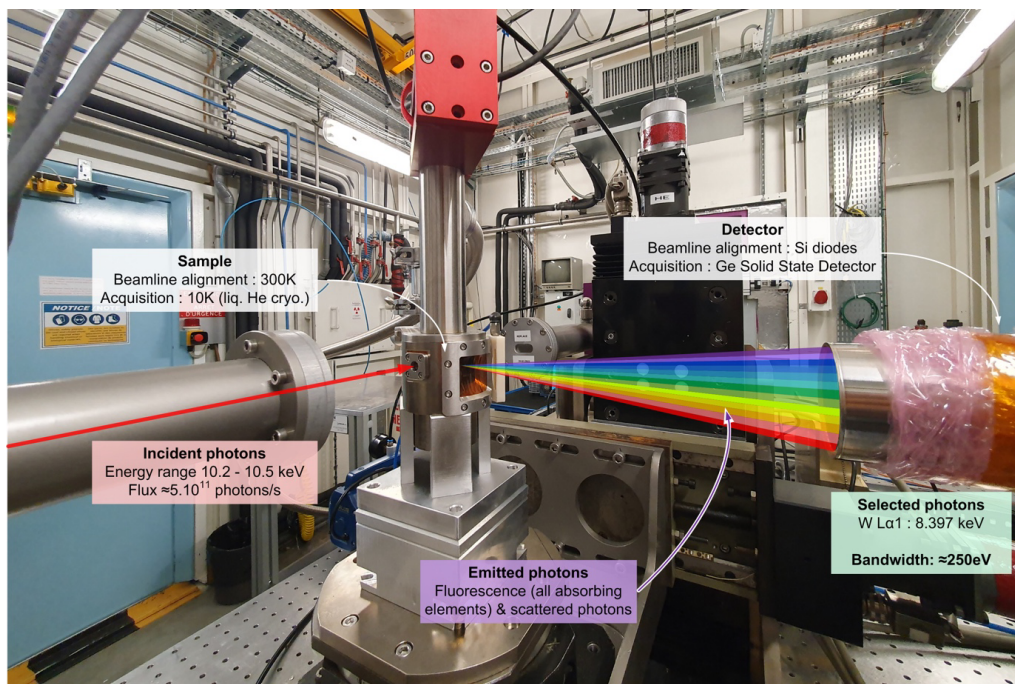 Sample
Beamline alignment : 300K
Acquisition : 10K (liq. He cryo.)
Detector
Beamline alignment : Si diodes
Acquisition : Ge Solid State Detector
NOTICE
D'URGENCE
Incident photons
Energy range 10.2 - 10.5 keV
Flux ≈5.10¹¹ photons/s
Selected photons
W Lα1 : 8.397 keV
Bandwidth: ≈250eV
Emitted photons
Fluorescence (all absorbing
elements) & scattered photons